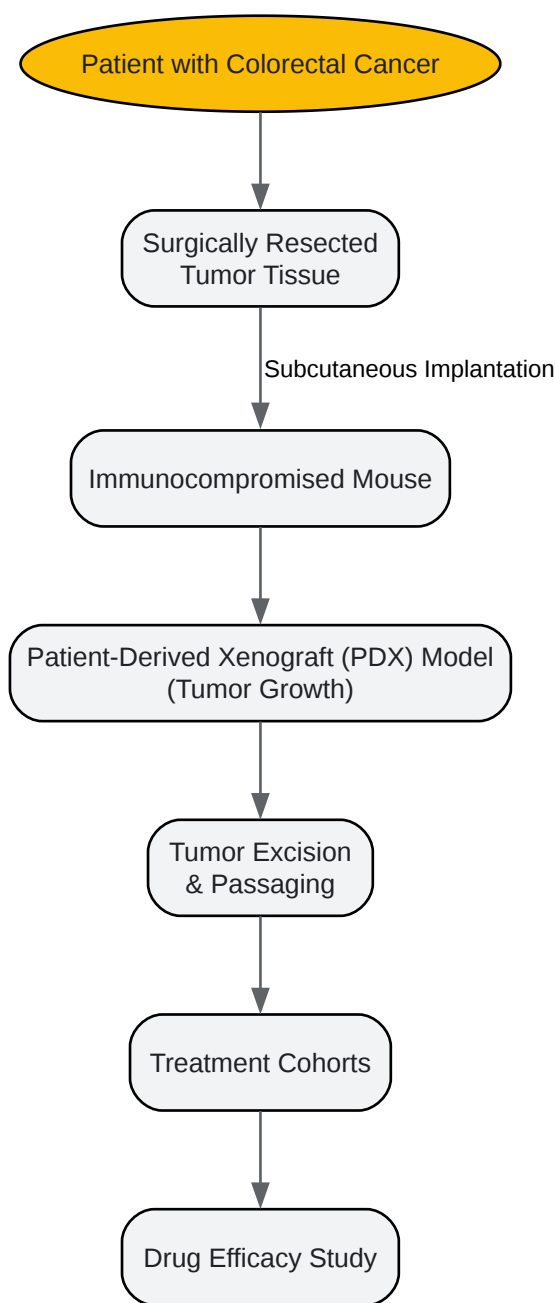 Patient with Colorectal Cancer
Surgically Resected
Tumor Tissue
Subcutaneous Implantation
Immunocompromised Mouse
Patient-Derived Xenograft (PDX) Model
(Tumor Growth)
Tumor Excision
& Passaging
Treatment Cohorts
Drug Efficacy Study